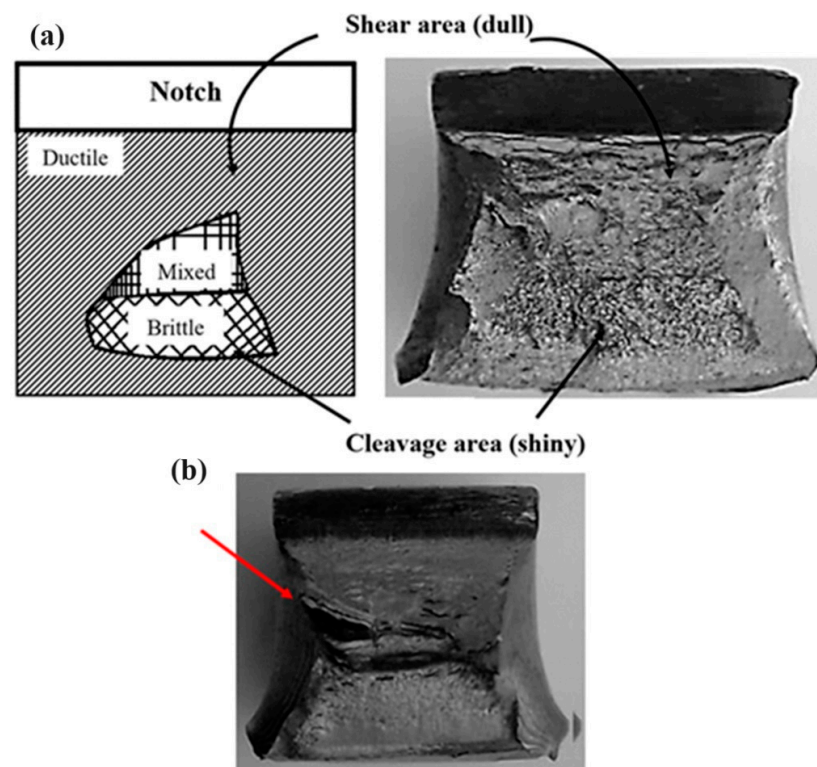 (a)
Shear area (dull)
Notch
Ductile
Mixed
Brittle
Cleavage area (shiny)
(b)